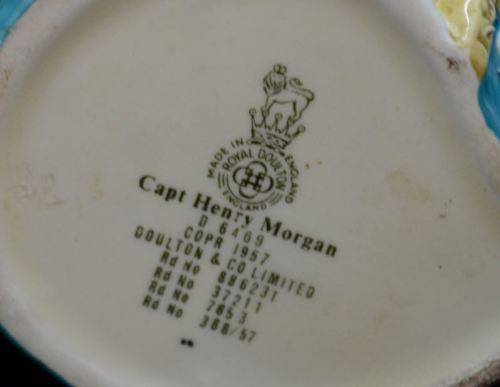 MADE IN ENGLAND
ROYAL DOULTON
ENGLAND
Capt Henry Morgan
D 6469
COPR 1957
DOULTON & CO LIMITED
Rd No 886231
Rd No 37211
Rd No 7853
Rd No 388/57